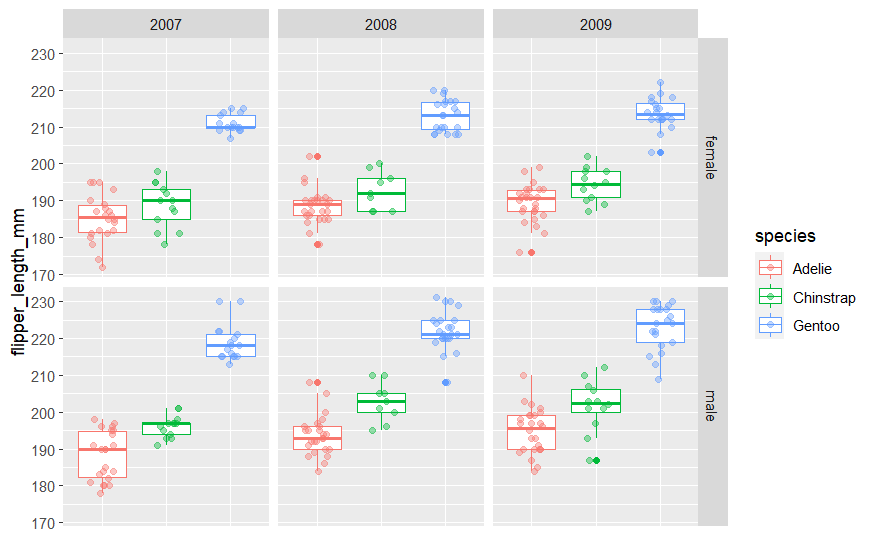 2007 2008 2009
flipper_length_mm
230
220
210
200
190
180
170
female
230
220
210
200
190
180
170
male
species
Adelie
Chinstrap
Gentoo